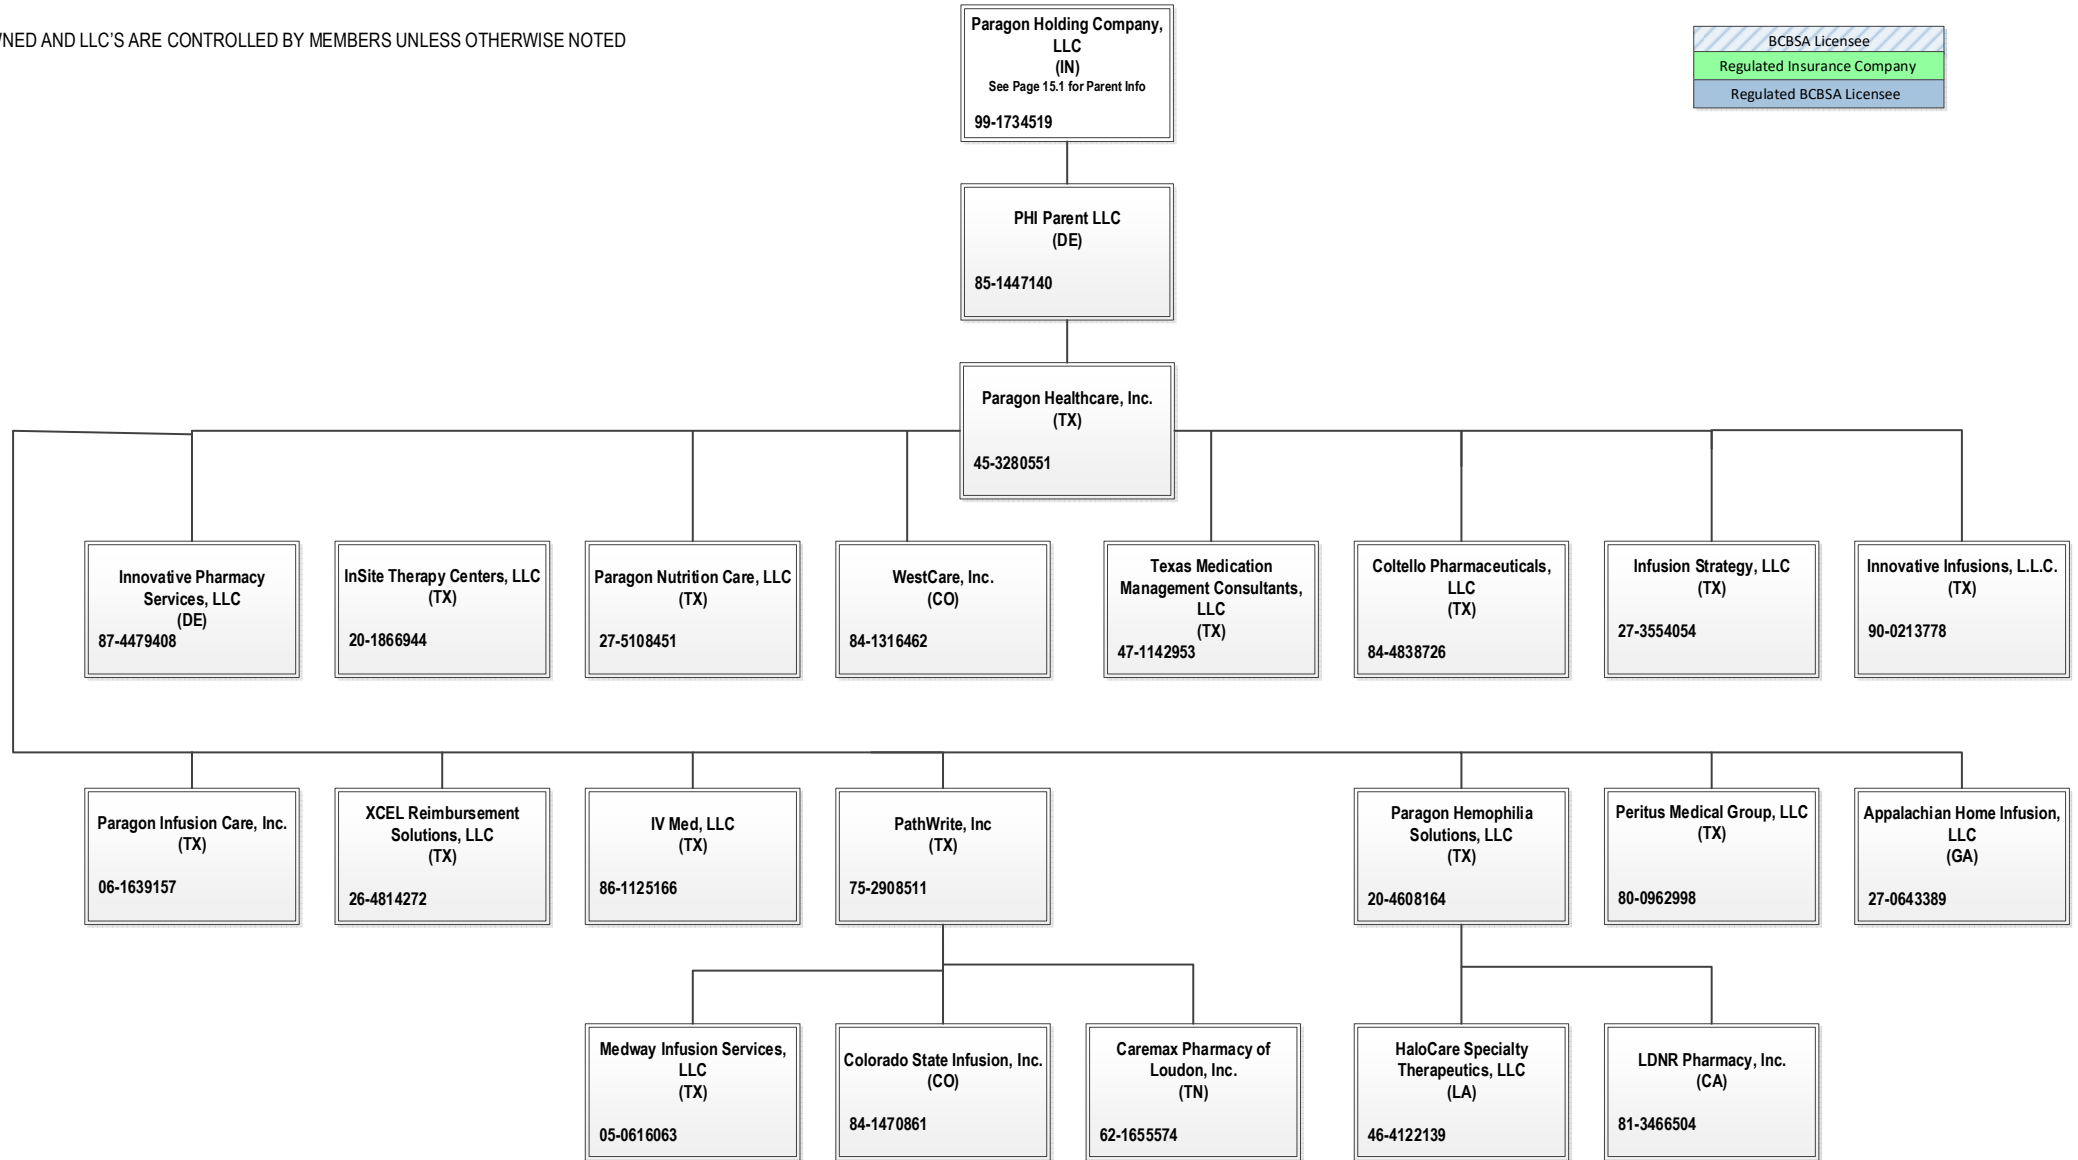 WNED AND LLC'S ARE CONTROLLED BY MEMBERS UNLESS OTHERWISE NOTED
Paragon Holding Company,
LLC
(IN)
See Page 15.1 for Parent Info
99-1734519
BCBSA Licensee
Regulated Insurance Company
Regulated BCBSA Licensee
PHI Parent LLC
(DE)
85-1447140
Paragon Healthcare, Inc.
(TX)
45-3280551
Innovative Pharmacy
Services, LLC
(DE)
87-4479408
InSite Therapy Centers, LLC
(TX)
20-1866944
Paragon Nutrition Care, LLC
(TX)
27-5108451
WestCare, Inc.
(CO)
84-1316462
Texas Medication
Management Consultants,
LLC
(TX)
47-1142953
Coltello Pharmaceuticals,
LLC
(TX)
84-4838726
Infusion Strategy, LLC
(TX)
27-3554054
Innovative Infusions, L.L.C.
(TX)
90-0213778
Paragon Infusion Care, Inc.
(TX)
06-1639157
XCEL Reimbursement
Solutions, LLC
(TX)
26-4814272
IV Med, LLC
(TX)
86-1125166
PathWrite, Inc
(TX)
75-2908511
Paragon Hemophilia
Solutions, LLC
(TX)
20-4608164
Peritus Medical Group, LLC
(TX)
80-0962998
Appalachian Home Infusion,
LLC
(GA)
27-0643389
Medway Infusion Services,
LLC
(TX)
05-0616063
Colorado State Infusion, Inc.
(CO)
84-1470861
Caremax Pharmacy of
Loudon, Inc.
(TN)
62-1655574
HaloCare Specialty
Therapeutics, LLC
(LA)
46-4122139
LDNR Pharmacy, Inc.
(CA)
81-3466504